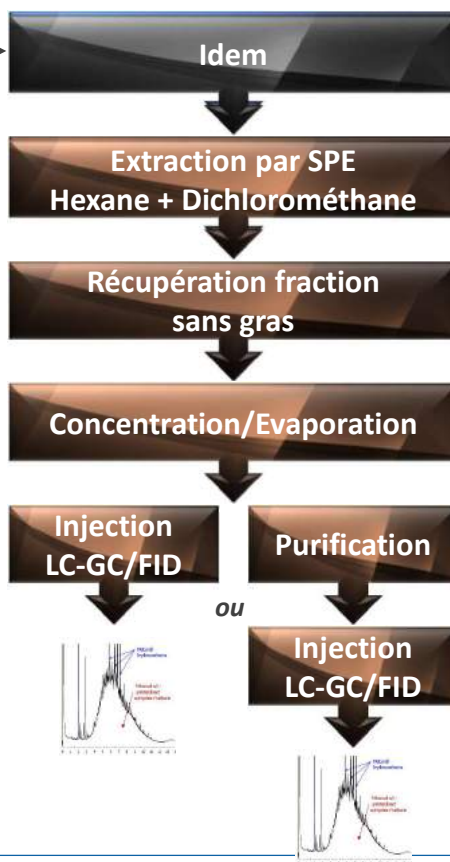 Idem
Extraction par SPE
Hexane + Dichlorométhane
Récupération fraction
sans gras
Concentration/Evaporation
Injection
LC-GC/FID
Purification
ou
Injection
LC-GC/FID